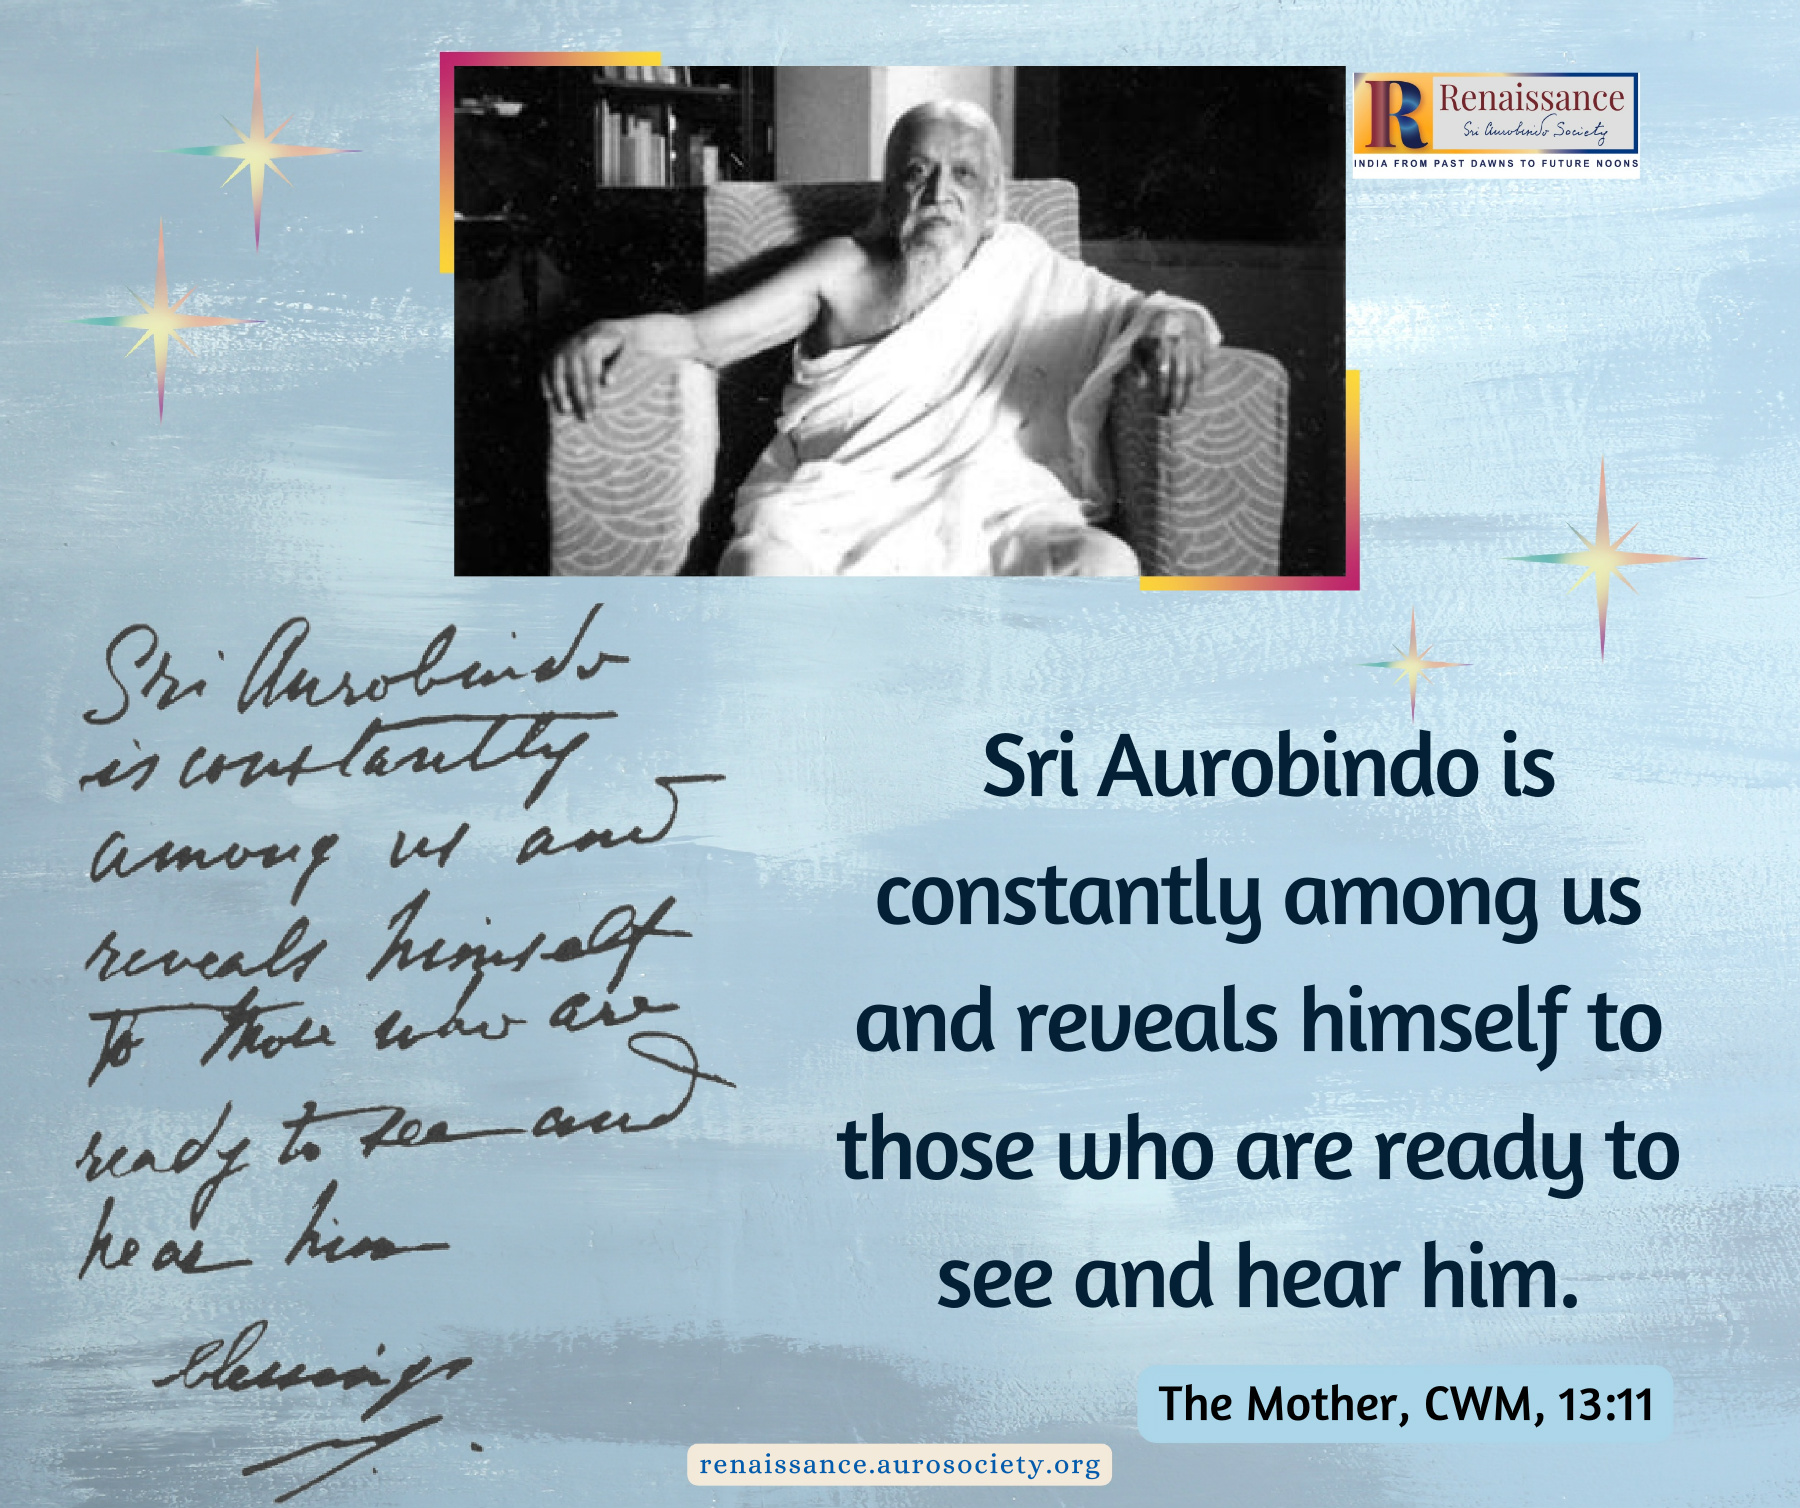 R Renaissance
Sri Aurobindo Society
INDIA FROM PAST DAWNS TO FUTURE NOONS
Sri Aurobindo
is constantly
among us and
reveals himself
to those who are
ready to see and
hear him
blessings
Sri Aurobindo is
constantly among us
and reveals himself to
those who are ready to
see and hear him.
The Mother, CWM, 13:11
renaissance.aurosociety.org